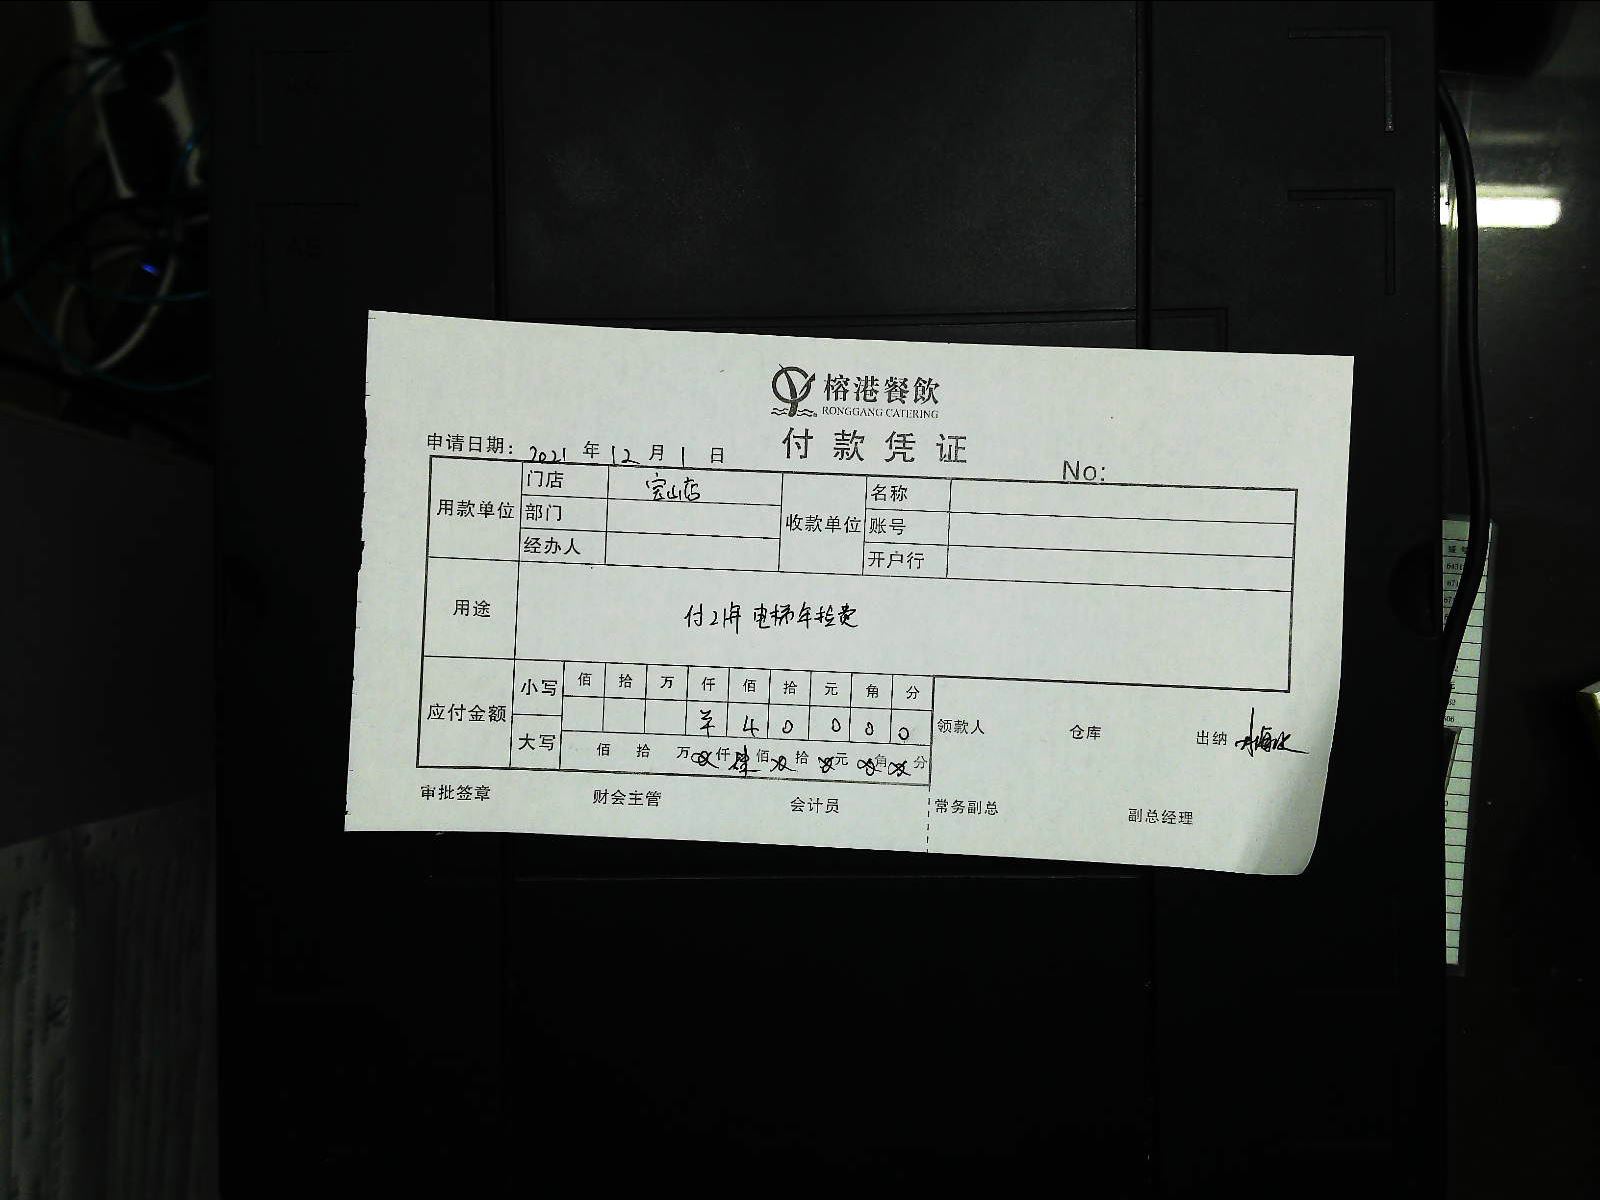 榕港餐飲
RONGGANG CATERING
付款凭证
申请日期: 2021 年 12 月 1 日
No:
用款单位 门店 宝山店 收款单位 名称
部门 账号
经办人 开户行
用途 付21年电梯年检费
应付金额 小写 佰 拾 万 仟 佰 拾 元 角 分
¥ 4 0 0 0 0
大写 佰 拾 万 仟 肆 佰 拾 元 角 分
领款人 仓库 出纳
审批签章 财会主管 会计员 常务副总 副总经理